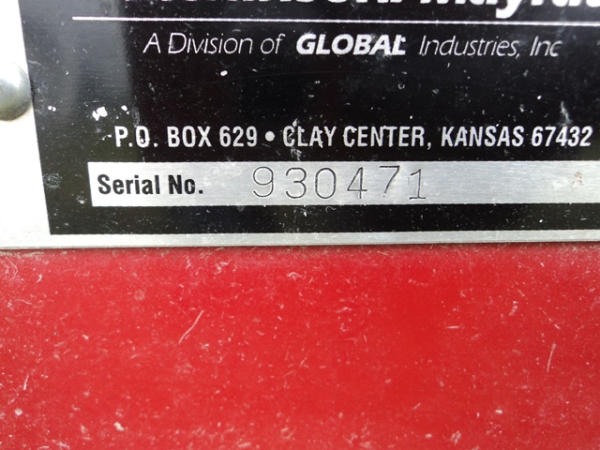 A Division of GLOBAL Industries, Inc
P.O. BOX 629 • CLAY CENTER, KANSAS 67432
Serial No. 930471